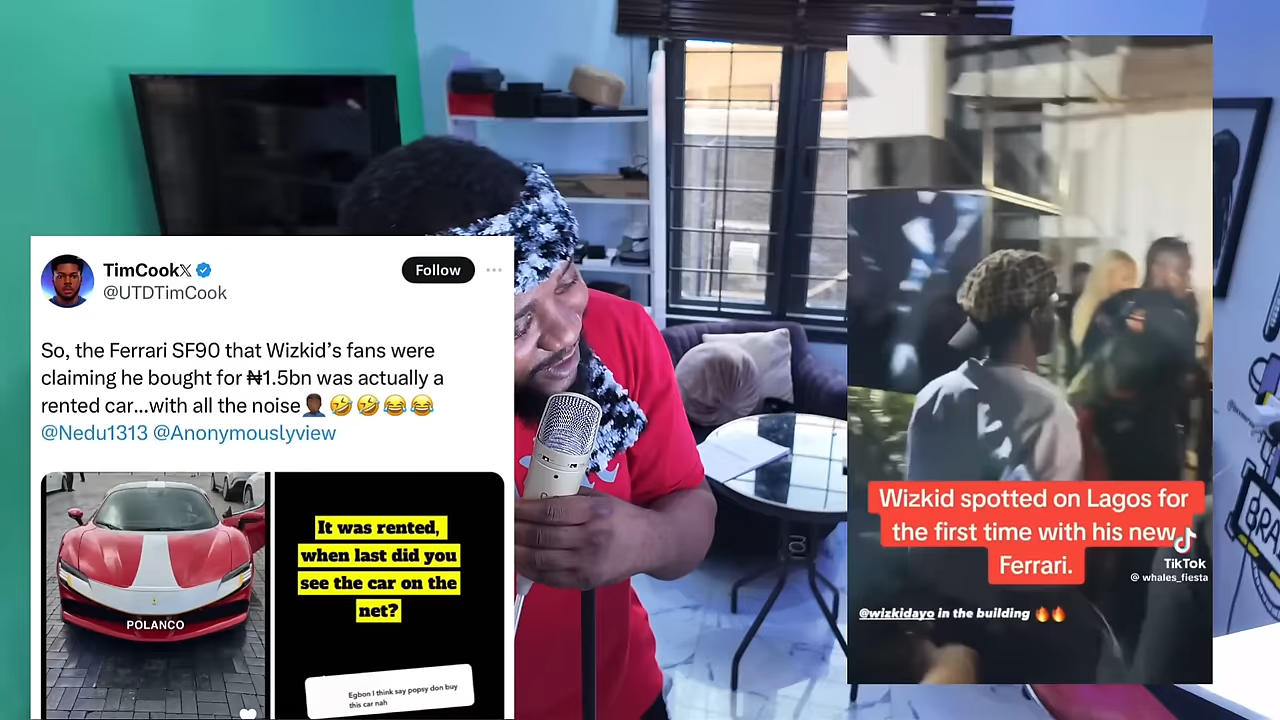 TimCookX
@UTDTimCook
Follow
So, the Ferrari SF90 that Wizkid’s fans were
claiming he bought for ₦1.5bn was actually a
rented car...with all the noise🤦🏿‍♂️🤣🤣😂😂
@Nedu1313 @Anonymouslyview
POLANCO
It was rented,
when last did you
see the car on the
net?
Egbon I think say popsy don buy
this car nah
Wizkid spotted on Lagos for
the first time with his new
Ferrari.
TikTok
@ whales_fiesta
@wizkidayo in the building 🔥🔥
BRA